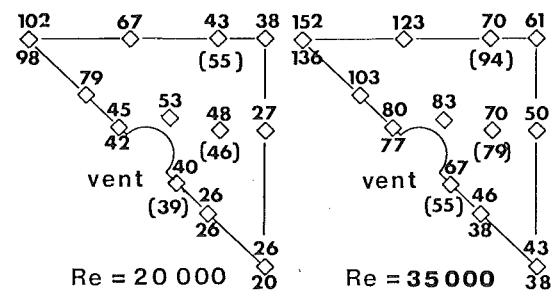 102 67 43 38 152 123 70 61
98 (55) 136 (94)
79 103
45 53 48 27 80 83 70 50
42 (46) 77 (79)
vent 40 vent 67
(39) 26 (55) 46
26 38
26 43
20 38
Re = 20 000 Re = 35000